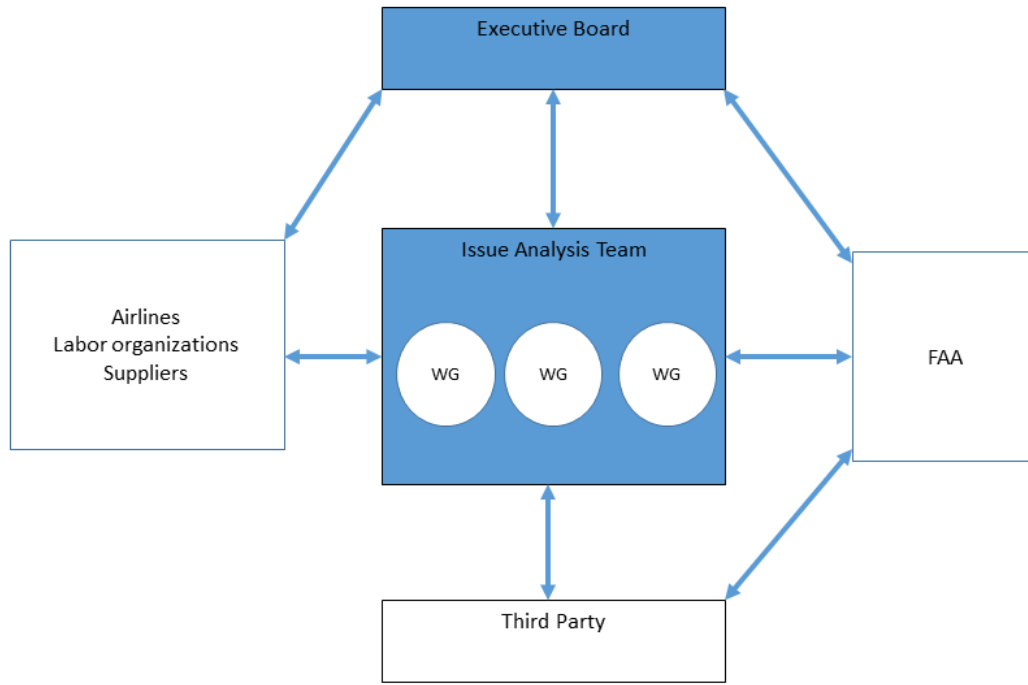 Executive Board
Issue Analysis Team
Airlines
Labor organizations
Suppliers
WG
WG
WG
FAA
Third Party